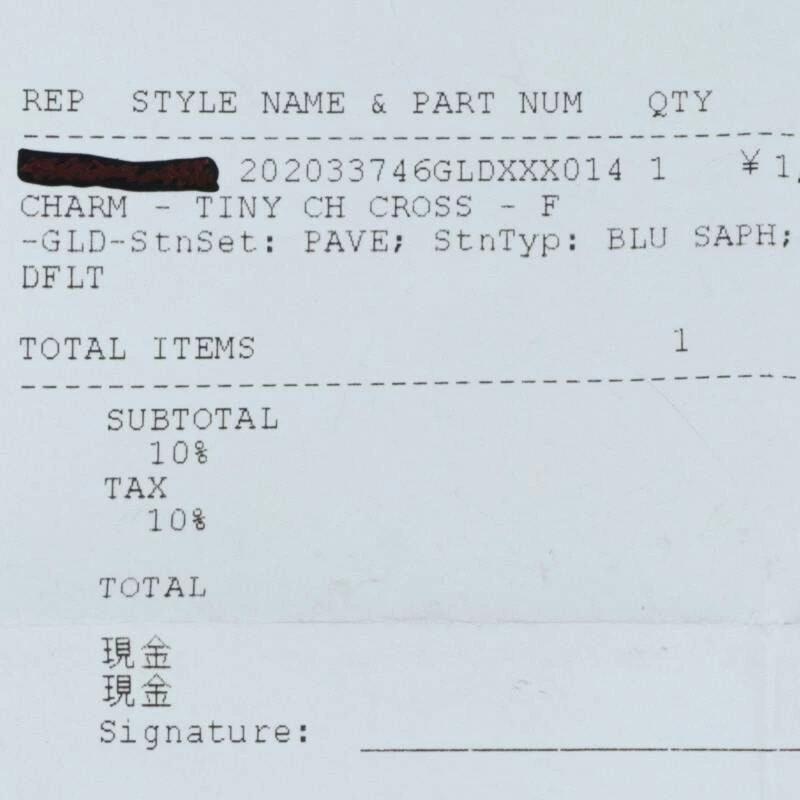 REP STYLE NAME & PART NUM QTY
202033746GLDXXX014 1 ¥1,
CHARM - TINY CH CROSS - F
-GLD-StnSet: PAVE; StnTyp: BLU SAPH;
DFLT
TOTAL ITEMS 1
SUBTOTAL
10%
TAX
10%
TOTAL
現金
現金
Signature: